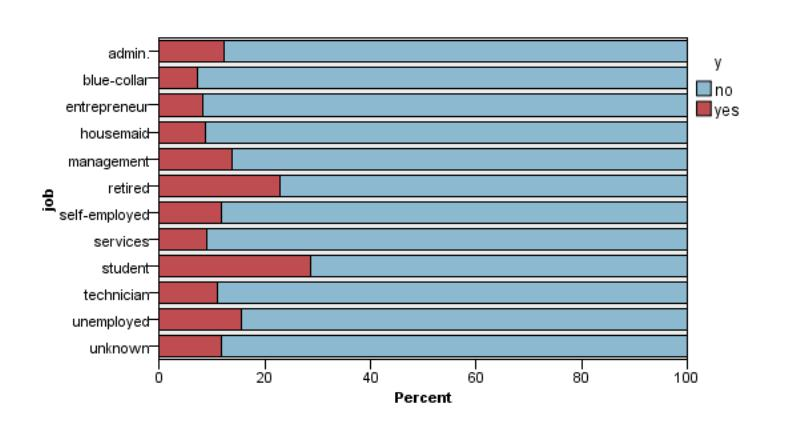 admin.
blue-collar
entrepreneur
housemaid
management
retired
self-employed
services
student
technician
unemployed
unknown
job
0 20 40 60 80 100
Percent
y
no
yes